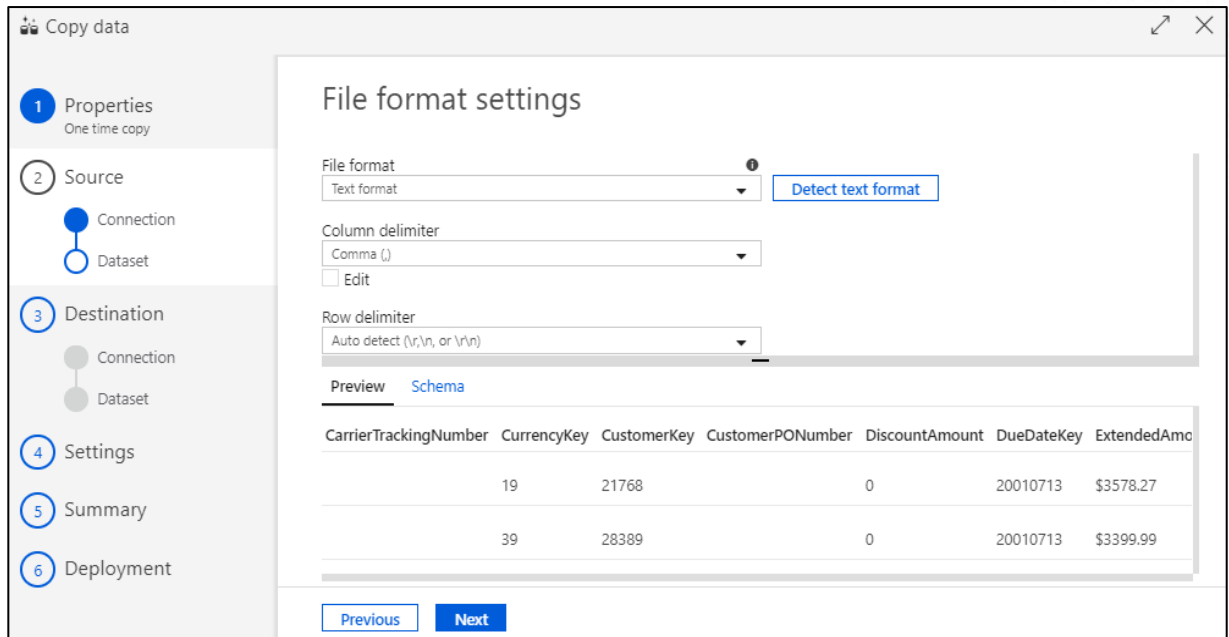 Copy data
1 Properties
One time copy
2 Source
Connection
Dataset
3 Destination
Connection
Dataset
4 Settings
5 Summary
6 Deployment
File format settings
File format
Text format
Detect text format
Column delimiter
Comma (,)
Edit
Row delimiter
Auto detect (\r,\n, or \r\n)
Preview Schema
CarrierTrackingNumber CurrencyKey CustomerKey CustomerPONumber DiscountAmount DueDateKey ExtendedAmo
19 21768 0 20010713 $3578.27
39 28389 0 20010713 $3399.99
Previous Next